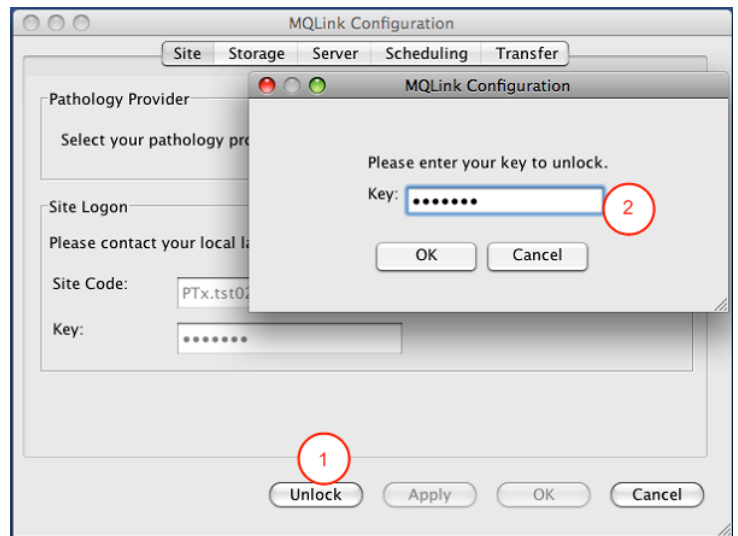 MQLink Configuration
Site Storage Server Scheduling Transfer
MQLink Configuration
Pathology Provider
Select your pathology
Please enter your key to unlock.
Key: •••••••
2
OK Cancel
Site Logon
Please contact your local
Site Code: PTx.tst02
Key: •••••••
1
Unlock Apply OK Cancel